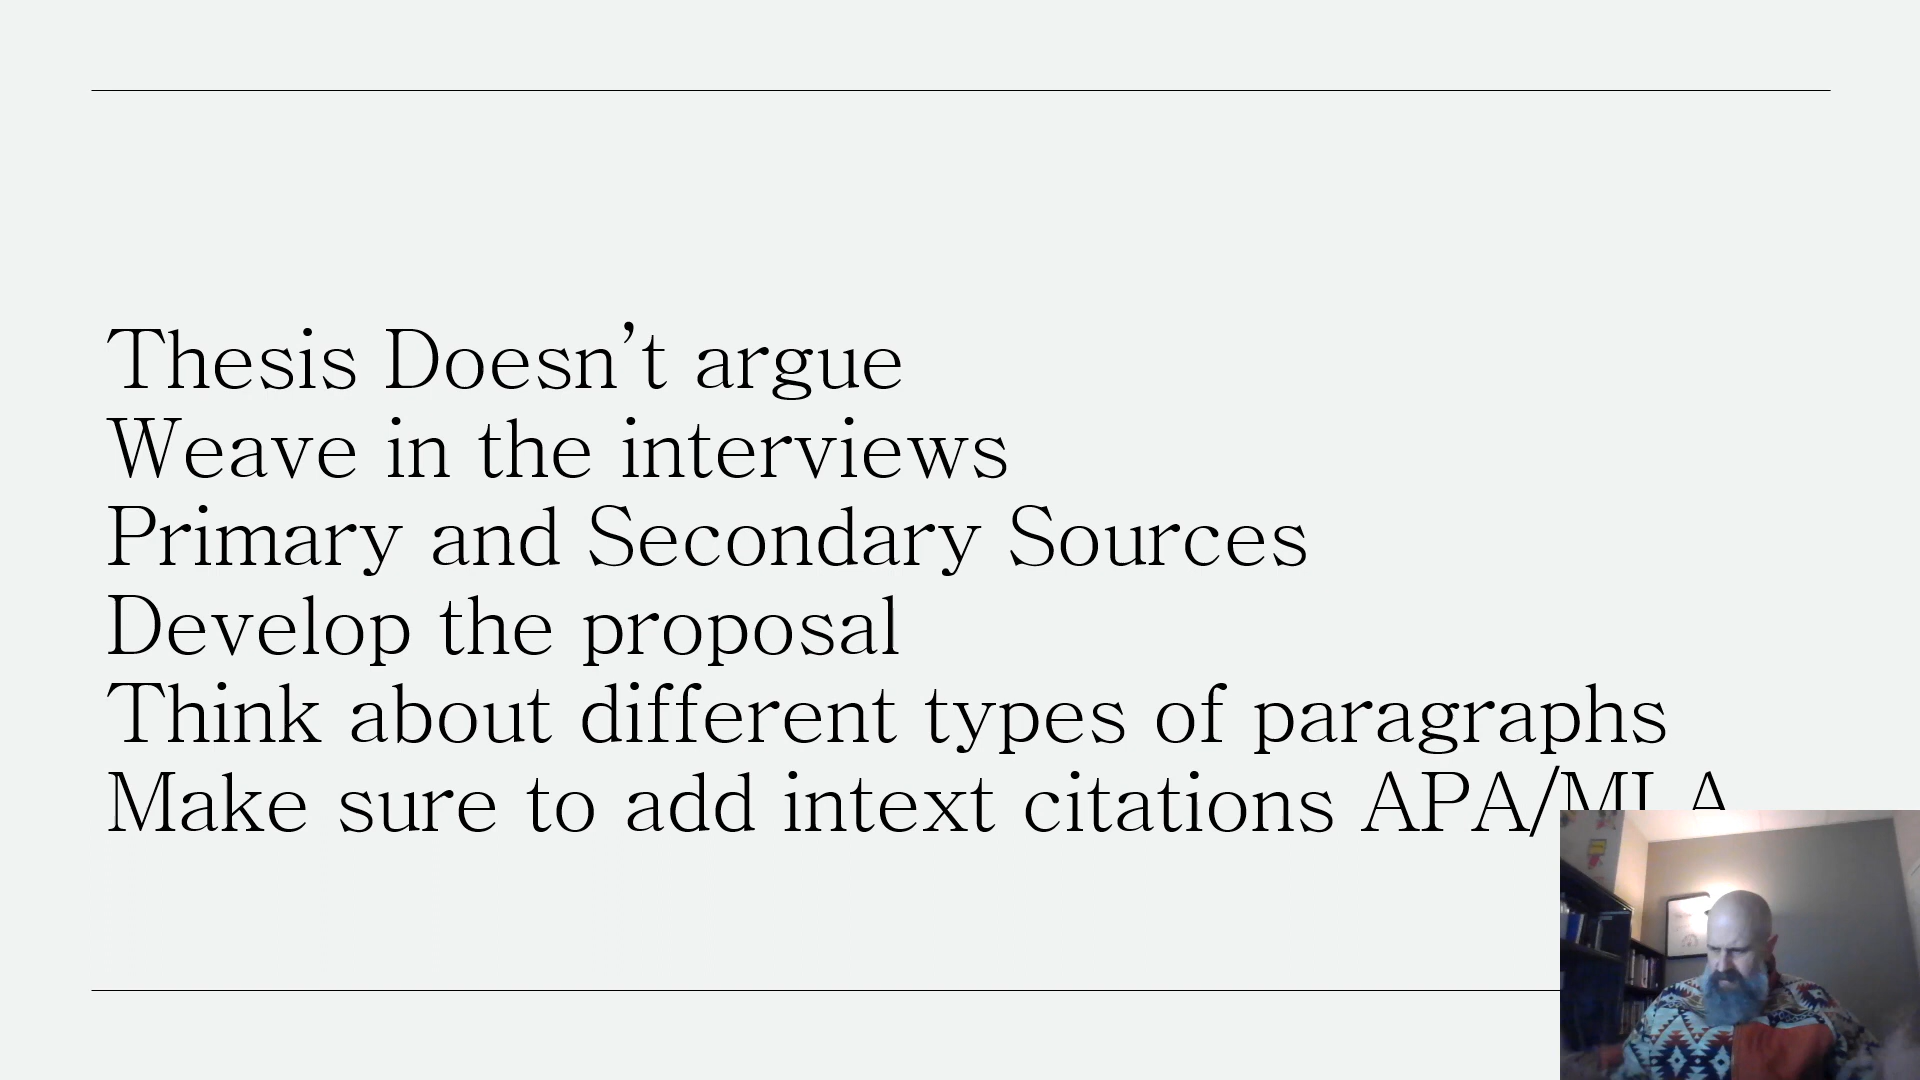 Thesis Doesn’t argue
Weave in the interviews
Primary and Secondary Sources
Develop the proposal
Think about different types of paragraphs
Make sure to add intext citations APA/MLA